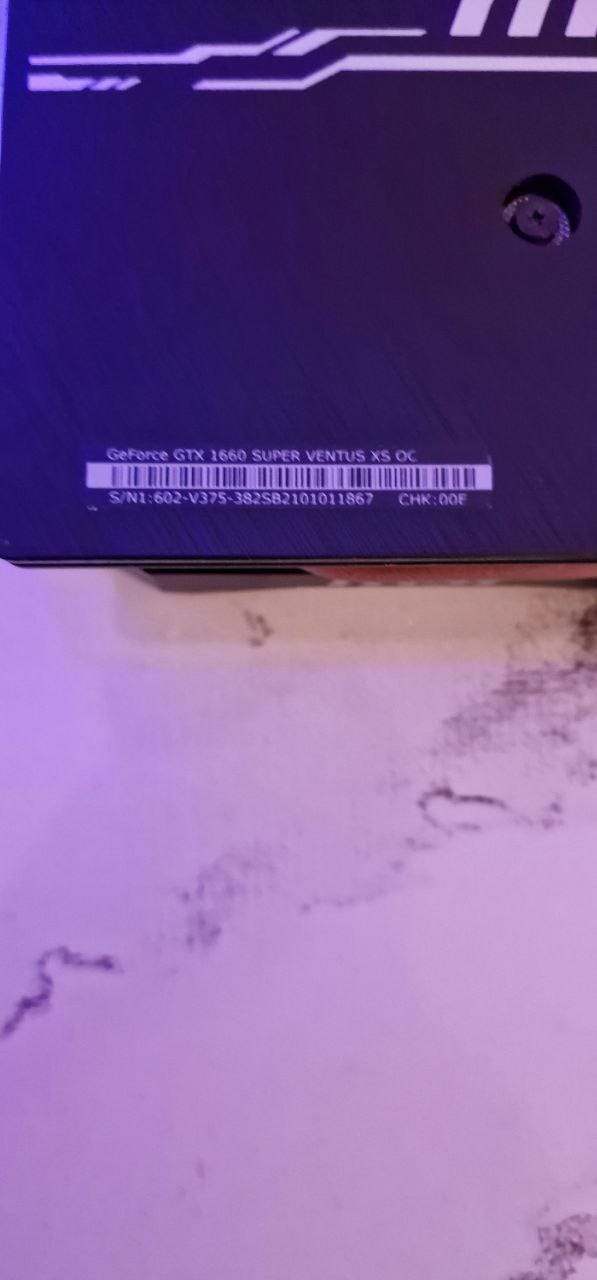 GeForce GTX 1660 SUPER VENTUS XS OC
S/N1:602-V375-382SB2101011867 CHK:00F